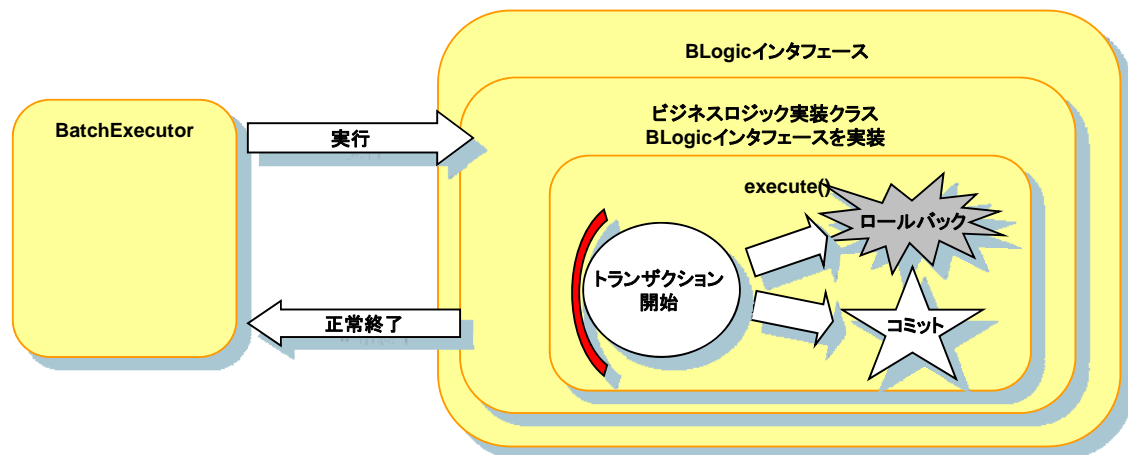 BLogicインタフェース
BatchExecutor
実行
ビジネスロジック実装クラス
BLogicインタフェースを実装
execute()
ロールバック
トランザクション
開始
コミット
正常終了